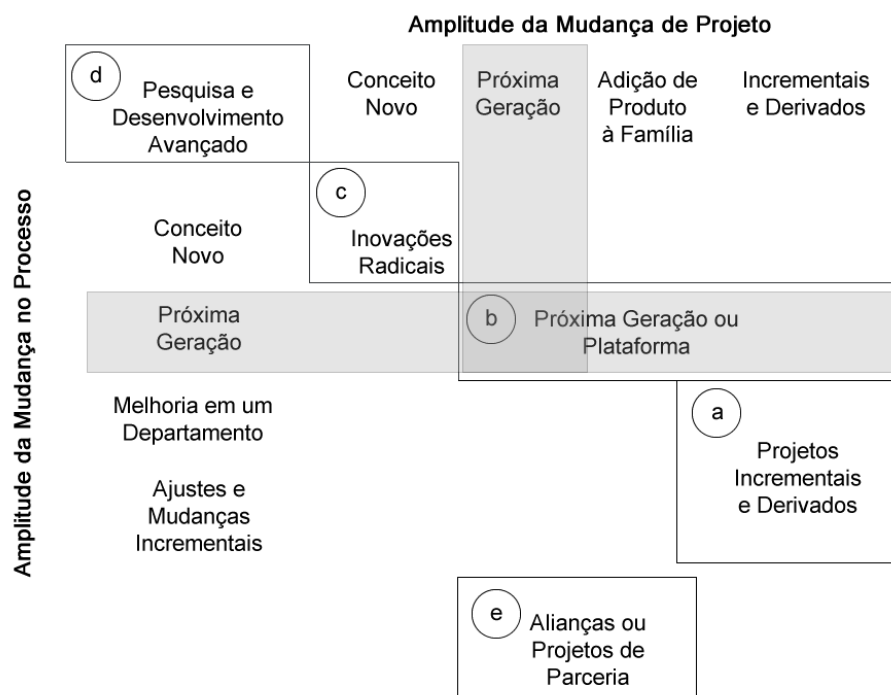 Amplitude da Mudança de Projeto
d
Pesquisa e
Desenvolvimento
Avançado
Conceito
Novo
Próxima
Geração
Adição de
Produto
à Família
Incrementais
e Derivados
Amplitude da Mudança no Processo
Conceito
Novo
c
Inovações
Radicais
Próxima
Geração
b
Próxima Geração ou
Plataforma
Melhoria em um
Departamento
a
Projetos
Incrementais
e Derivados
Ajustes e
Mudanças
Incrementais
e
Alianças ou
Projetos de
Parceria